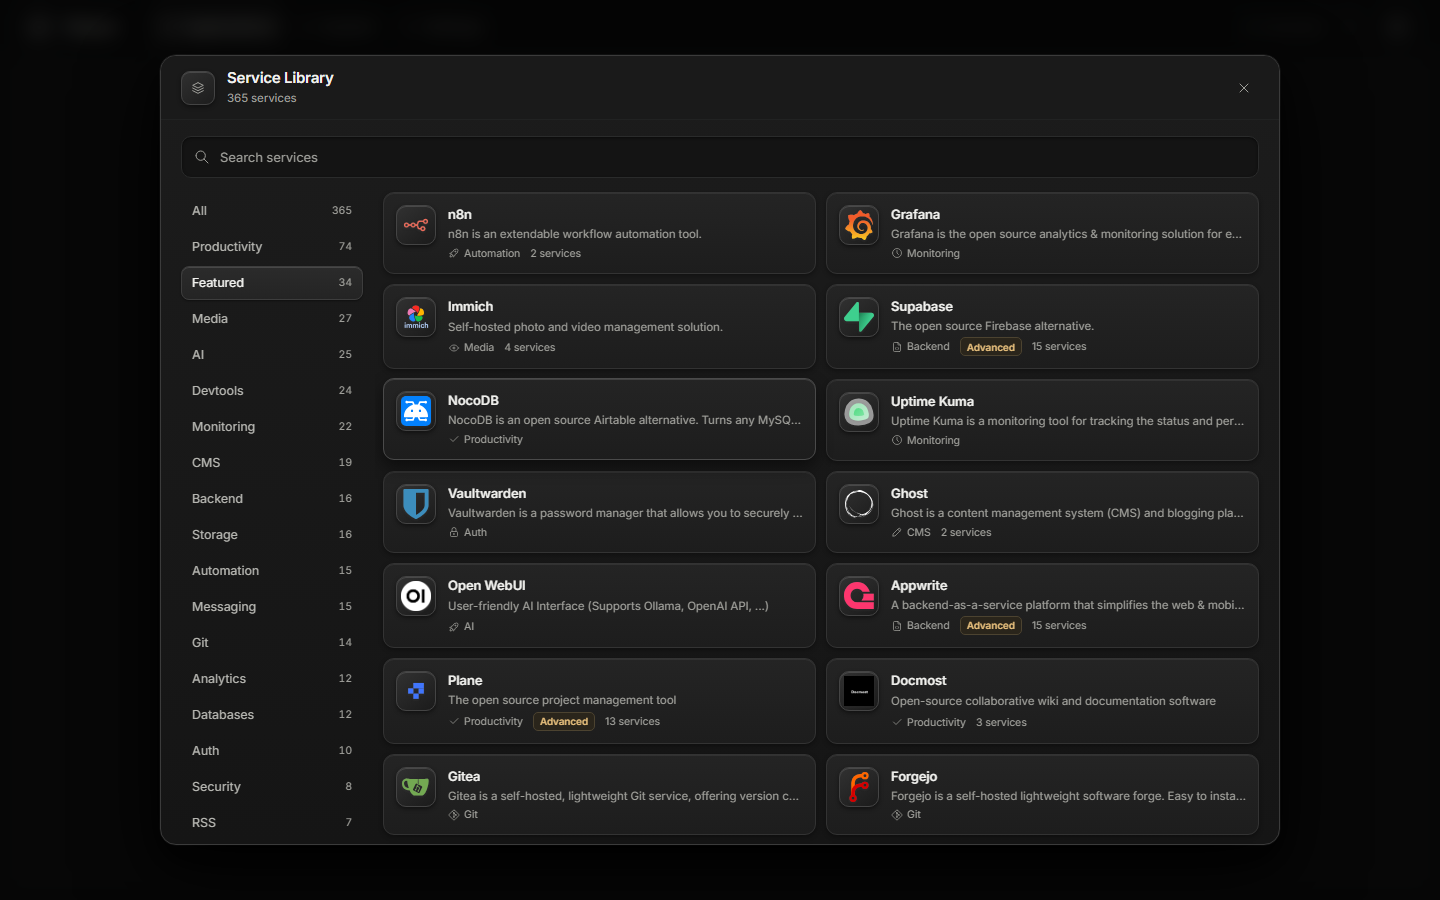 Service Library
365 services
Search services
All 365
Productivity 74
Featured 34
Media 27
AI 25
Devtools 24
Monitoring 22
CMS 19
Backend 16
Storage 16
Automation 15
Messaging 15
Git 14
Analytics 12
Databases 12
Auth 10
Security 8
RSS 7
n8n
n8n is an extendable workflow automation tool.
Automation 2 services
Grafana
Grafana is the open source analytics & monitoring solution for e...
Monitoring
immich
Immich
Self-hosted photo and video management solution.
Media 4 services
Supabase
The open source Firebase alternative.
Backend Advanced 15 services
NocoDB
NocoDB is an open source Airtable alternative. Turns any MySQ...
Productivity
Uptime Kuma
Uptime Kuma is a monitoring tool for tracking the status and per...
Monitoring
Vaultwarden
Vaultwarden is a password manager that allows you to securely ...
Auth
Ghost
Ghost is a content management system (CMS) and blogging pla...
CMS 2 services
OI
Open WebUI
User-friendly AI Interface (Supports Ollama, OpenAI API, ...)
AI
Appwrite
A backend-as-a-service platform that simplifies the web & mobi...
Backend Advanced 15 services
Plane
The open source project management tool
Productivity Advanced 13 services
Docmost
Docmost
Open-source collaborative wiki and documentation software
Productivity 3 services
Gitea
Gitea is a self-hosted, lightweight Git service, offering version c...
Git
Forgejo
Forgejo is a self-hosted lightweight software forge. Easy to insta...
Git